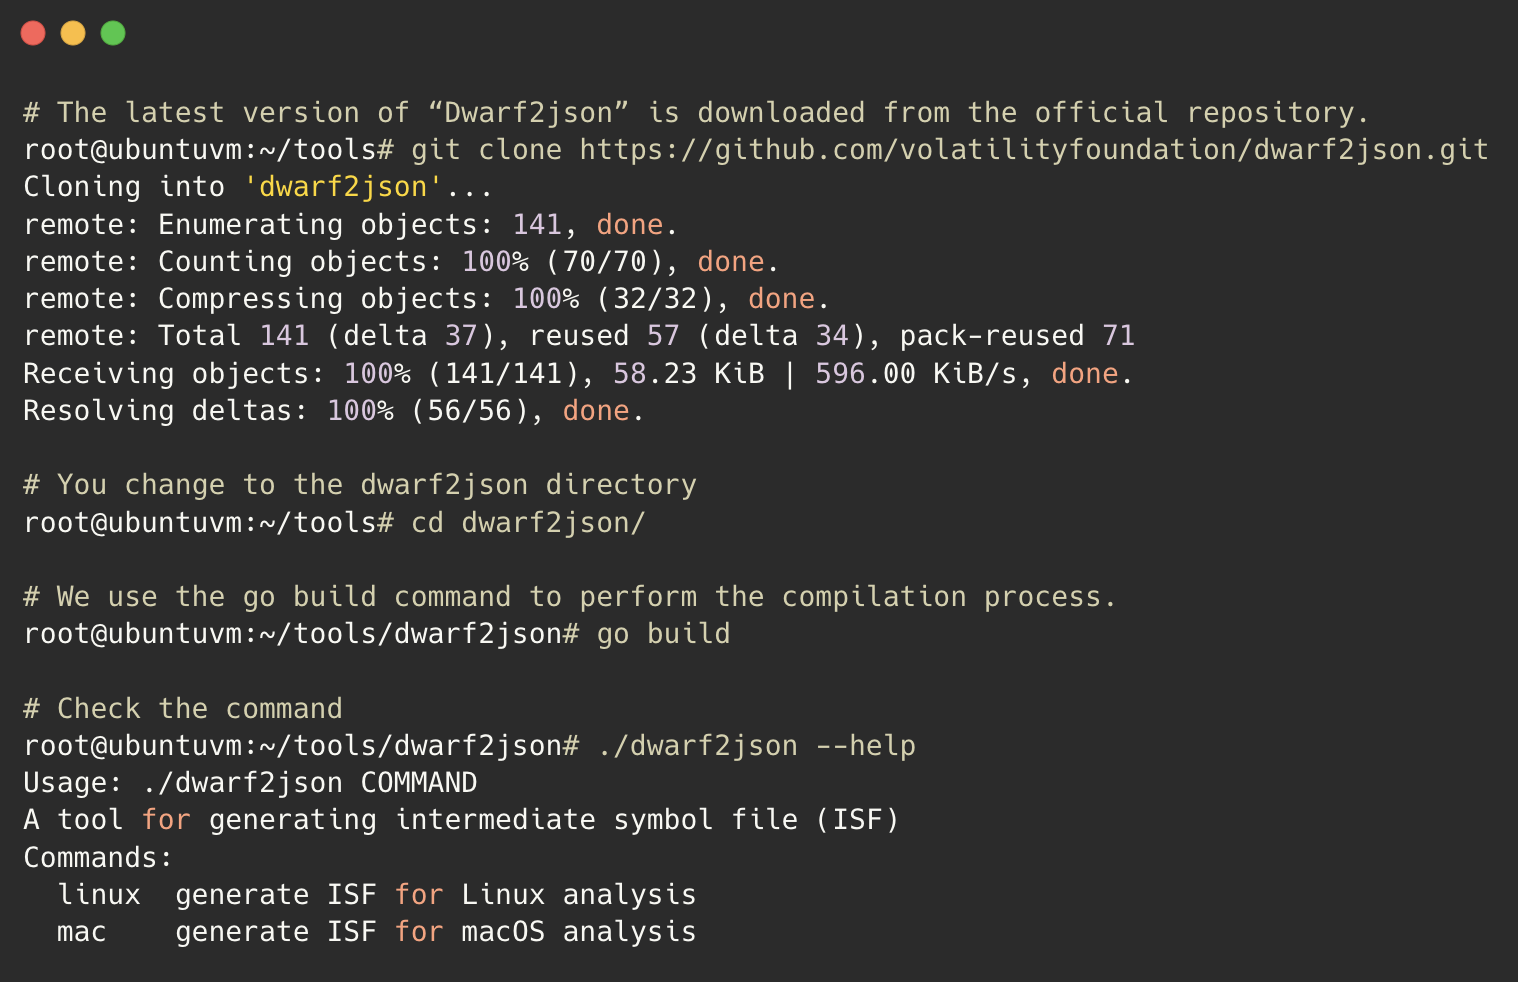 # The latest version of “Dwarf2json” is downloaded from the official repository.
root@ubuntuvm:~/tools# git clone https://github.com/volatilityfoundation/dwarf2json.git
Cloning into 'dwarf2json'...
remote: Enumerating objects: 141, done.
remote: Counting objects: 100% (70/70), done.
remote: Compressing objects: 100% (32/32), done.
remote: Total 141 (delta 37), reused 57 (delta 34), pack-reused 71
Receiving objects: 100% (141/141), 58.23 KiB | 596.00 KiB/s, done.
Resolving deltas: 100% (56/56), done.

# You change to the dwarf2json directory
root@ubuntuvm:~/tools# cd dwarf2json/

# We use the go build command to perform the compilation process.
root@ubuntuvm:~/tools/dwarf2json# go build

# Check the command
root@ubuntuvm:~/tools/dwarf2json# ./dwarf2json --help
Usage: ./dwarf2json COMMAND
A tool for generating intermediate symbol file (ISF)
Commands:
  linux  generate ISF for Linux analysis
  mac    generate ISF for macOS analysis